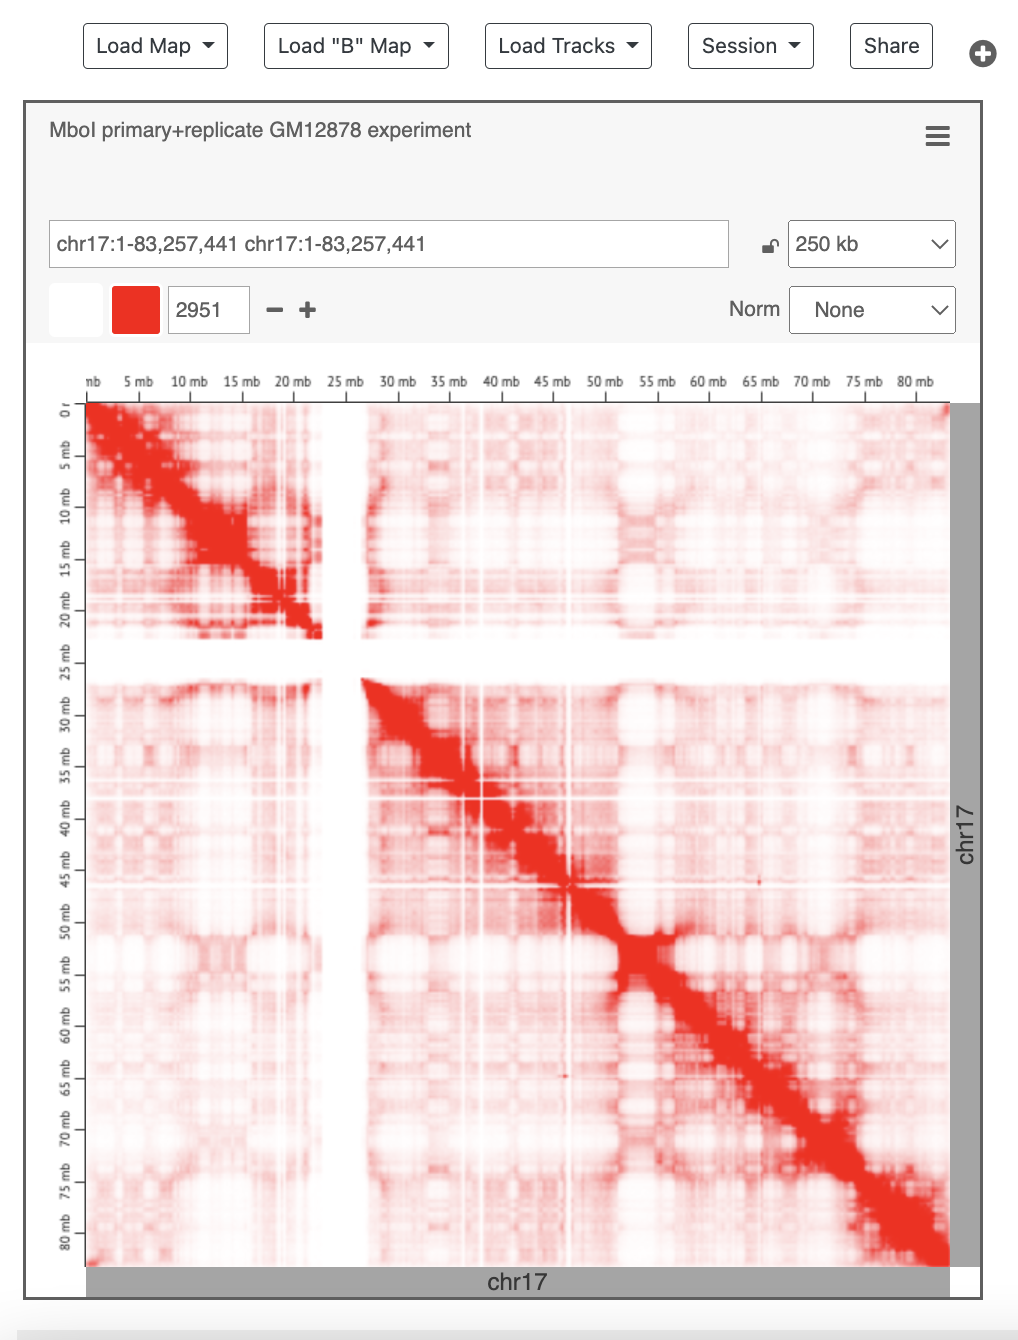 Load Map
Load "B" Map
Load Tracks
Session
Share
MboI primary+replicate GM12878 experiment
chr17:1-83,257,441 chr17:1-83,257,441
250 kb
2951
Norm
None
mb 5 mb 10 mb 15 mb 20 mb 25 mb 30 mb 35 mb 40 mb 45 mb 50 mb 55 mb 60 mb 65 mb 70 mb 75 mb 80 mb
0 r
5 mb
10 mb
15 mb
20 mb
25 mb
30 mb
35 mb
40 mb
45 mb
50 mb
55 mb
60 mb
65 mb
70 mb
75 mb
80 mb
chr17
chr17